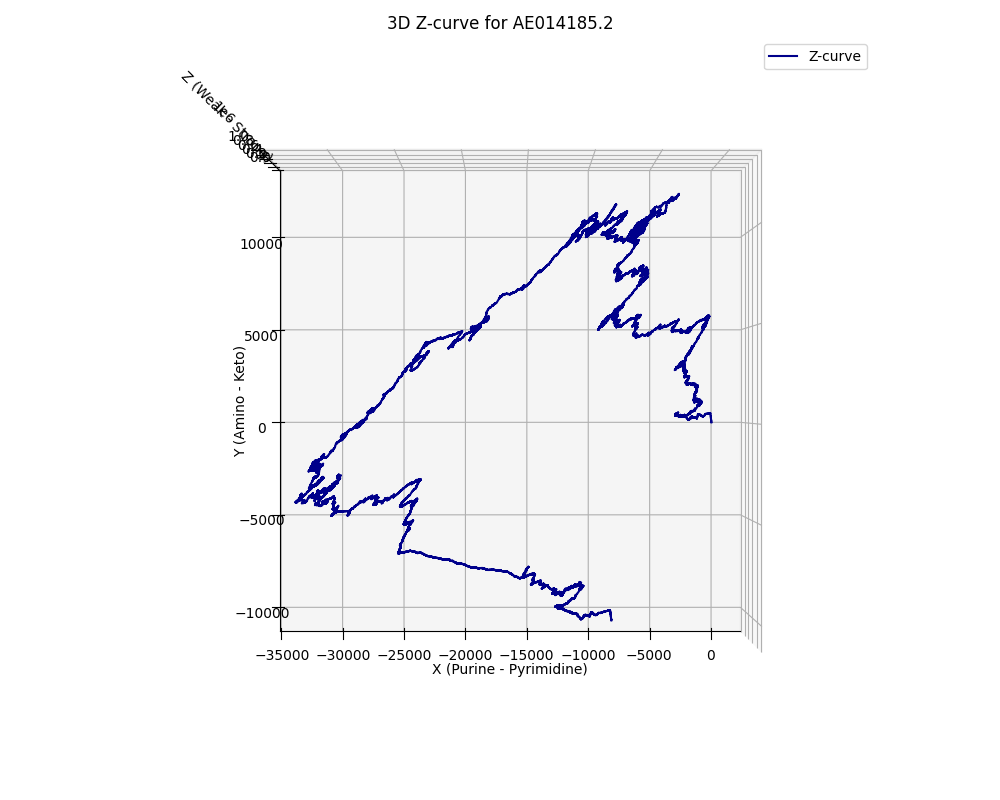 3D Z-curve for AE014185.2
Z-curve
Z (Weak
10000
5000
0
−5000
−10000
Y (Amino - Keto)
−35000 −30000 −25000 −20000 −15000 −10000 −5000 0
X (Purine - Pyrimidine)